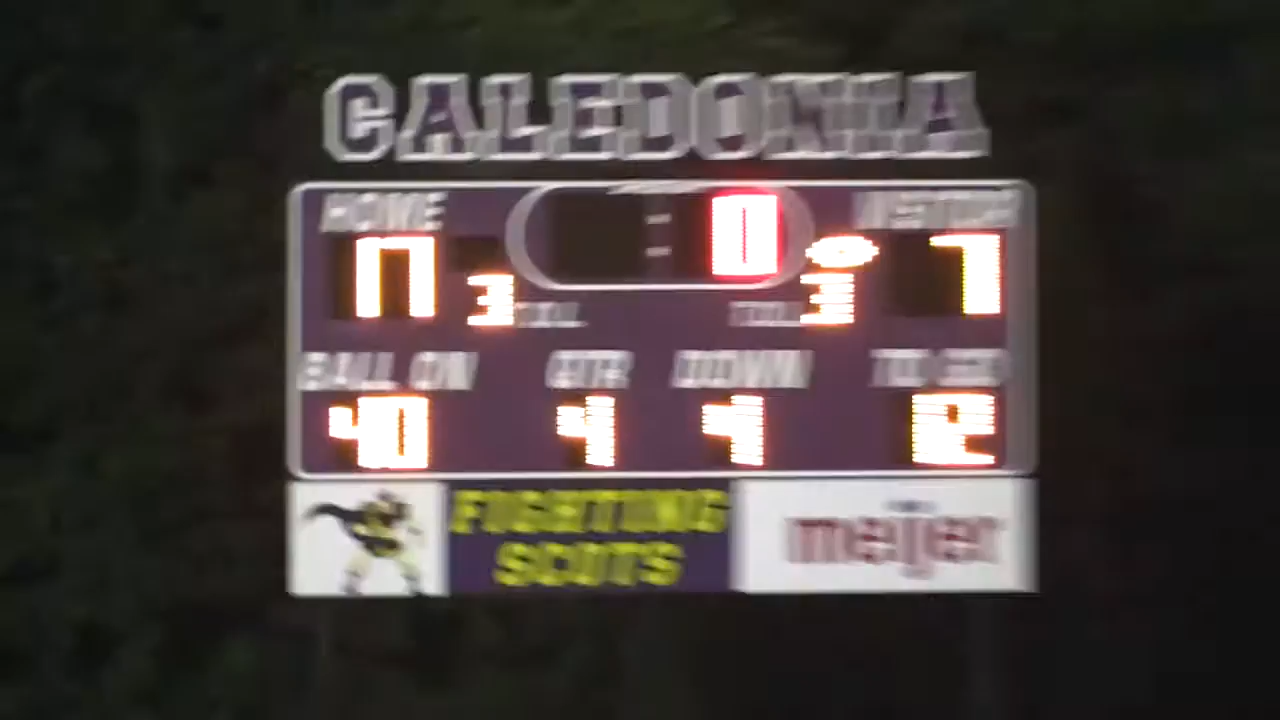 CALEDONIA
HOME : 0 VISITOR
17 3 T.O.L. T.O.L. 3 7
BALL ON QTR DOWN TO GO
40 4 4 2
FIGHTING
SCOTS
meijer